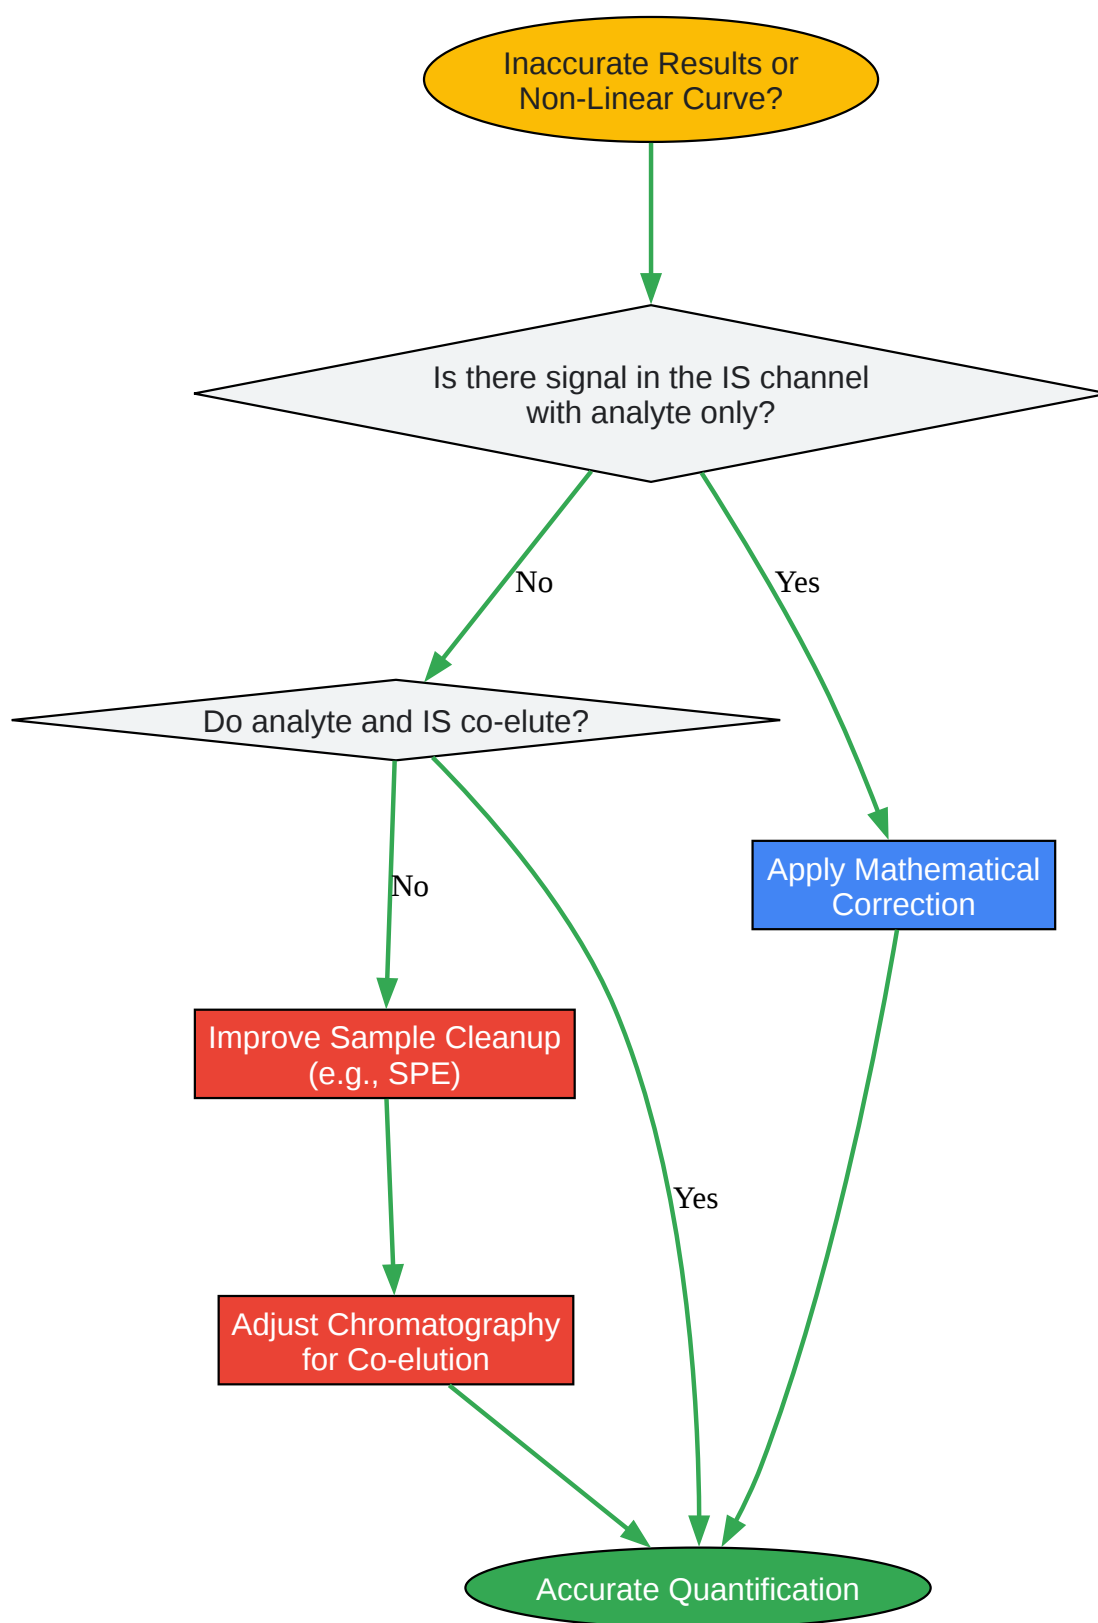 Inaccurate Results or
Non-Linear Curve?
Is there signal in the IS channel
with analyte only?
No
Yes
Do analyte and IS co-elute?
Apply Mathematical
Correction
No
Improve Sample Cleanup
(e.g., SPE)
Yes
Adjust Chromatography
for Co-elution
Accurate Quantification